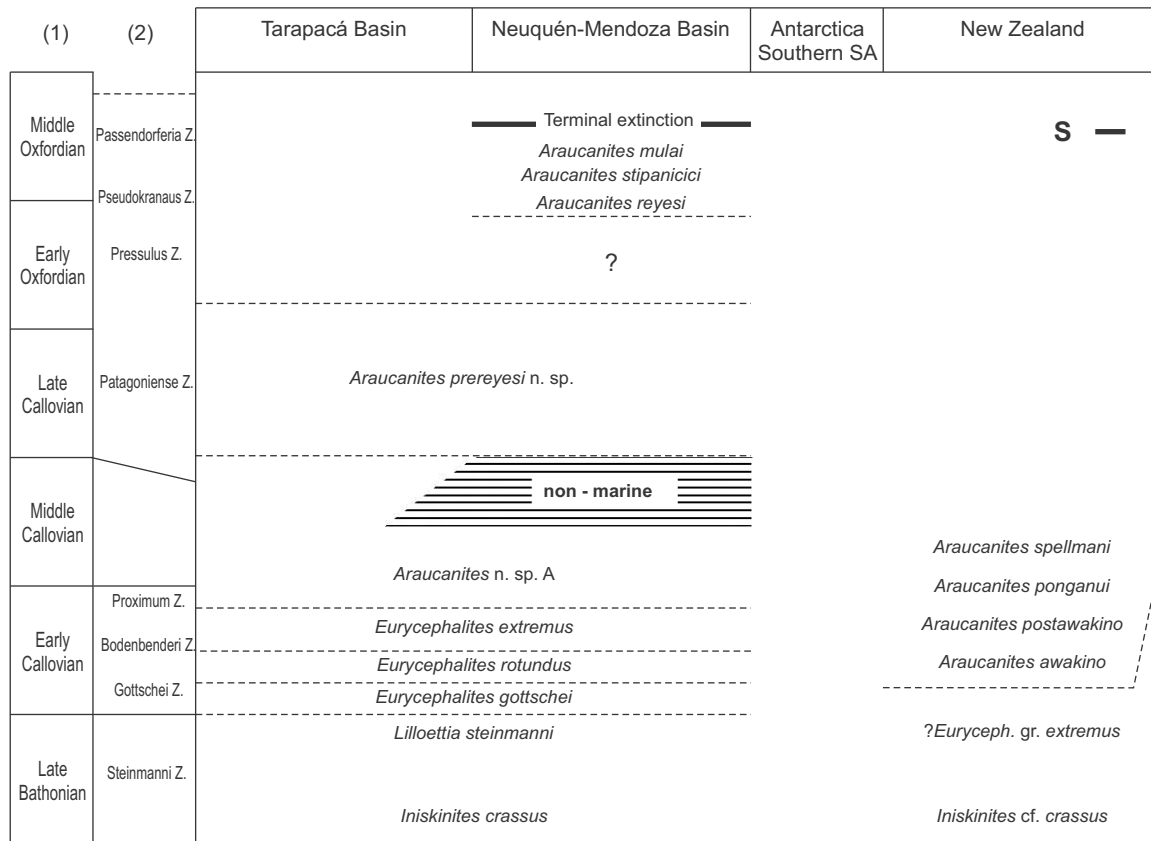 (1)
(2)
Tarapacá Basin
Neuquén-Mendoza Basin
Antarctica
Southern SA
New Zealand
Middle
Oxfordian
Passendorferia Z.
Pseudokranaus Z.
Terminal extinction
Araucanites mulai
Araucanites stipanicici
Araucanites reyesi
S
Early
Oxfordian
Pressulus Z.
?
Late
Callovian
Patagoniense Z.
Araucanites prereyesi n. sp.
Middle
Callovian
non - marine
Araucanites n. sp. A
Araucanites spellmani
Araucanites ponganui
Early
Callovian
Proximum Z.
Bodenbenderi Z.
Gottschei Z.
Eurycephalites extremus
Eurycephalites rotundus
Eurycephalites gottschei
Araucanites postawakino
Araucanites awakino
Late
Bathonian
Steinmanni Z.
Lilloettia steinmanni
Iniskinites crassus
?Euryceph. gr. extremus
Iniskinites cf. crassus